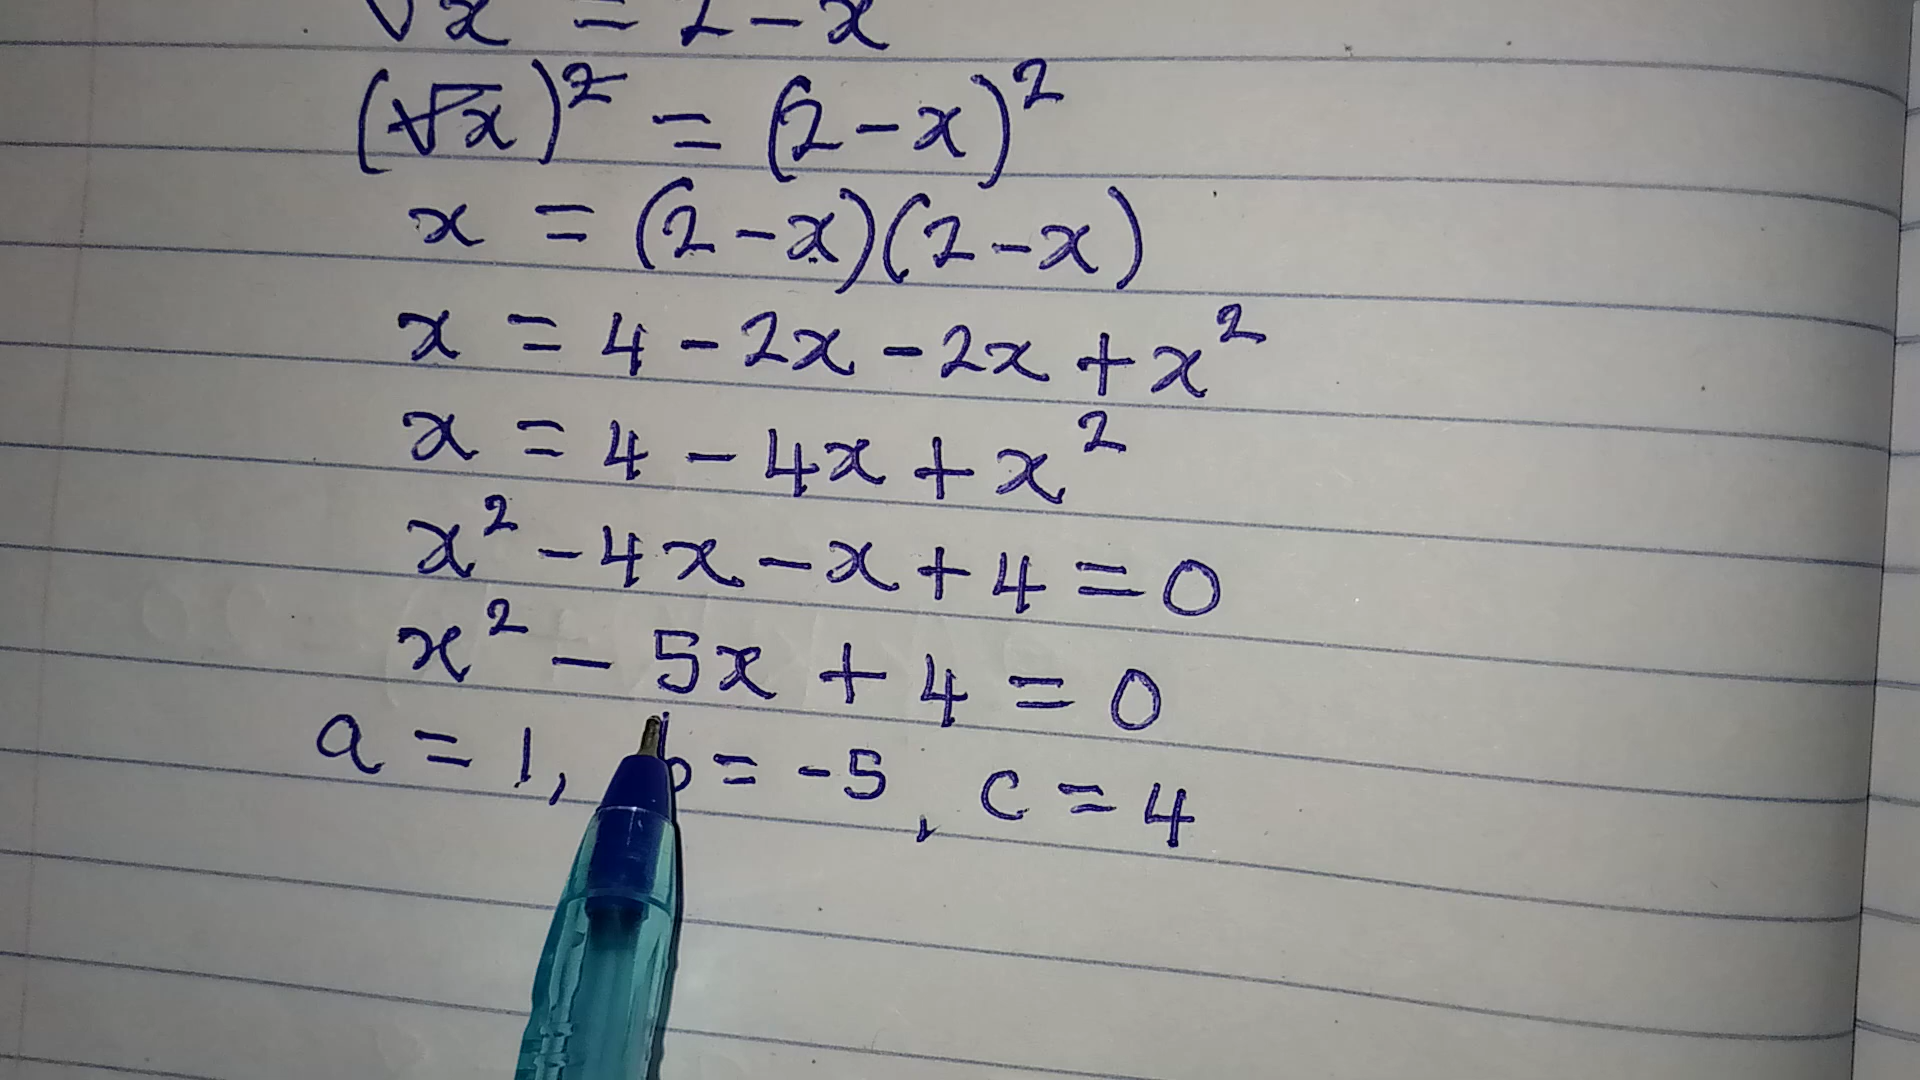 √x = 2 - x
(√x)² = (2 - x)²
x = (2 - x)(2 - x)
x = 4 - 2x - 2x + x²
x = 4 - 4x + x²
x² - 4x - x + 4 = 0
x² - 5x + 4 = 0
a = 1, b = -5, c = 4